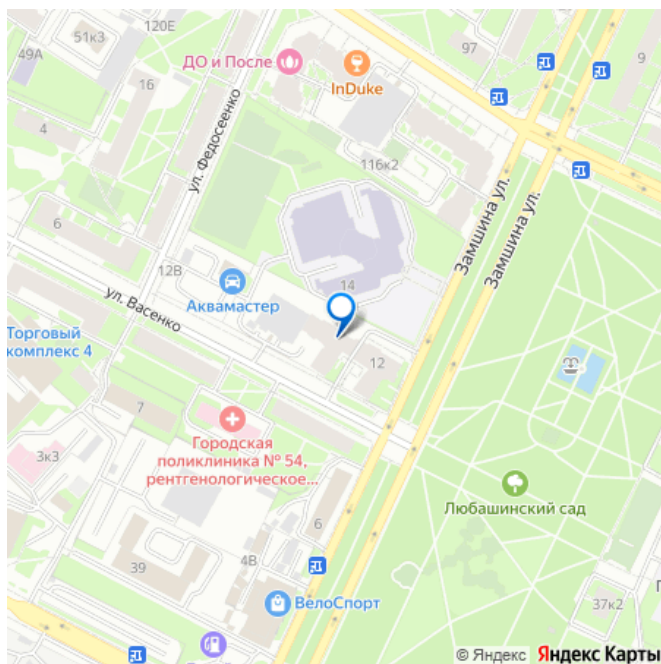 51к3
120Е
49А
ДО и После
InDuke
97
9
16
4
ул. Федосеенко
116к2
Замшина ул.
Замшина ул.
6
12В
14
ул. Васенко
Аквамастер
Торговый
комплекс 4
12
7
3к3
Городская
поликлиника № 54,
рентгенологическое...
6
Любашинский сад
4В
39
ВелоСпорт
37к2
© Яндекс Яндекс Карты